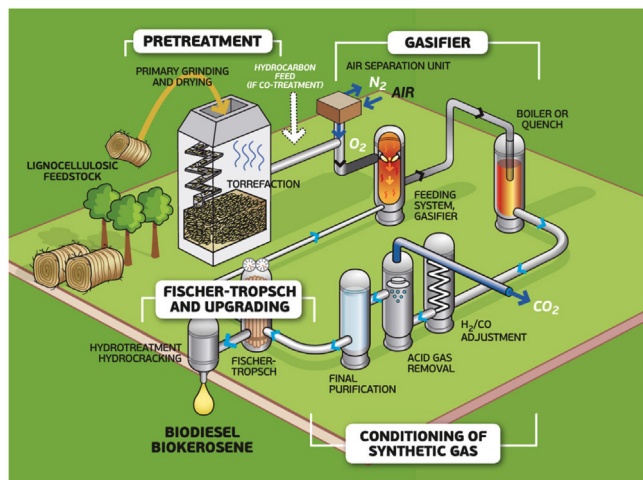 PRETREATMENT
GASIFIER
PRIMARY GRINDING
AND DRYING
HYDROCARBON
FEED
(IF CO-TREATMENT)
AIR SEPARATION UNIT
N2
AIR
O2
BOILER OR
QUENCH
LIGNOCELLULOSIC
FEEDSTOCK
TORREFACTION
FEEDING
SYSTEM,
GASIFIER
FISCHER-TROPSCH
AND UPGRADING
CO2
HYDROTREATMENT
HYDROCRACKING
FISCHER-
TROPSCH
H2/CO
ADJUSTMENT
ACID GAS
REMOVAL
FINAL
PURIFICATION
BIODIESEL
BIOKEROSENE
CONDITIONING OF
SYNTHETIC GAS